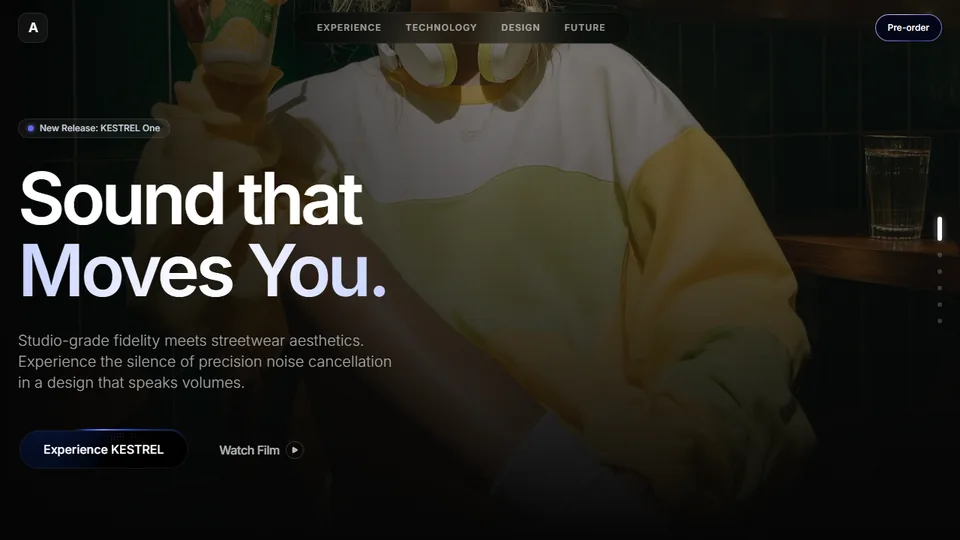 A
EXPERIENCE TECHNOLOGY DESIGN FUTURE
Pre-order
New Release: KESTREL One
Sound that
Moves You.
Studio-grade fidelity meets streetwear aesthetics.
Experience the silence of precision noise cancellation
in a design that speaks volumes.
Experience KESTREL
Watch Film